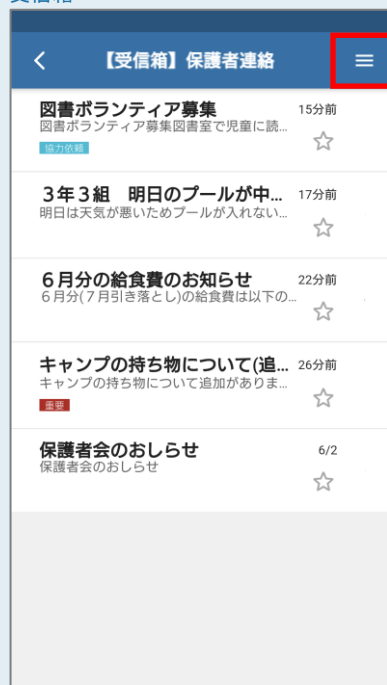 受信箱
【受信箱】保護者連絡
図書ボランティア募集 15分前
図書ボランティア募集図書室で児童に読…
協力依頼
３年３組　明日のプールが中… 17分前
明日は天気が悪いためプールが入れない…
６月分の給食費のお知らせ 22分前
６月分(７月引き落とし)の給食費は以下の…
キャンプの持ち物について(追… 26分前
キャンプの持ち物について追加がありま…
重要
保護者会のおしらせ 6/2
保護者会のおしらせ